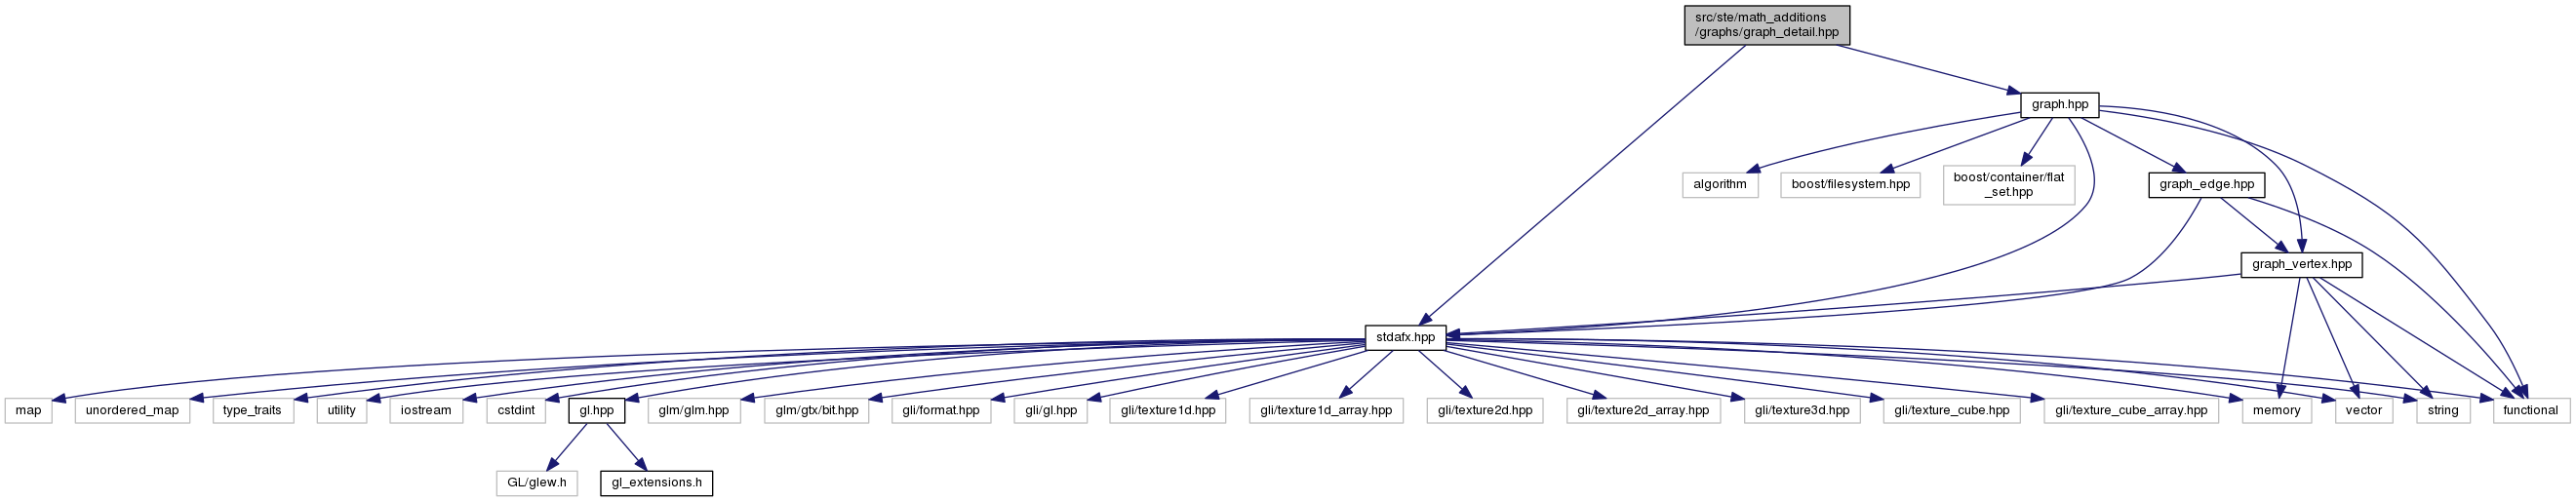 src/ste/math_additions
/graphs/graph_detail.hpp
graph.hpp
algorithm
boost/filesystem.hpp
boost/container/flat
_set.hpp
graph_edge.hpp
graph_vertex.hpp
stdafx.hpp
map
unordered_map
type_traits
utility
iostream
cstdint
gl.hpp
glm/glm.hpp
glm/gtx/bit.hpp
gli/format.hpp
gli/gl.hpp
gli/texture1d.hpp
gli/texture1d_array.hpp
gli/texture2d.hpp
gli/texture2d_array.hpp
gli/texture3d.hpp
gli/texture_cube.hpp
gli/texture_cube_array.hpp
memory
vector
string
functional
GL/glew.h
gl_extensions.h